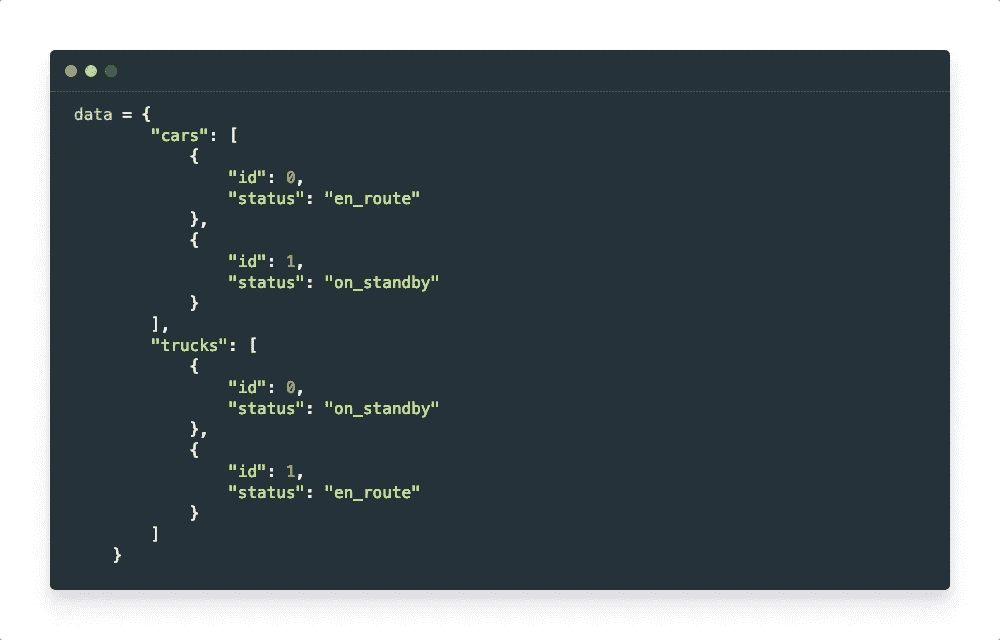 data = {
        "cars": [
            {
                "id": 0,
                "status": "en_route"
            },
            {
                "id": 1,
                "status": "on_standby"
            }
        ],
        "trucks": [
            {
                "id": 0,
                "status": "on_standby"
            },
            {
                "id": 1,
                "status": "en_route"
            }
        ]
    }